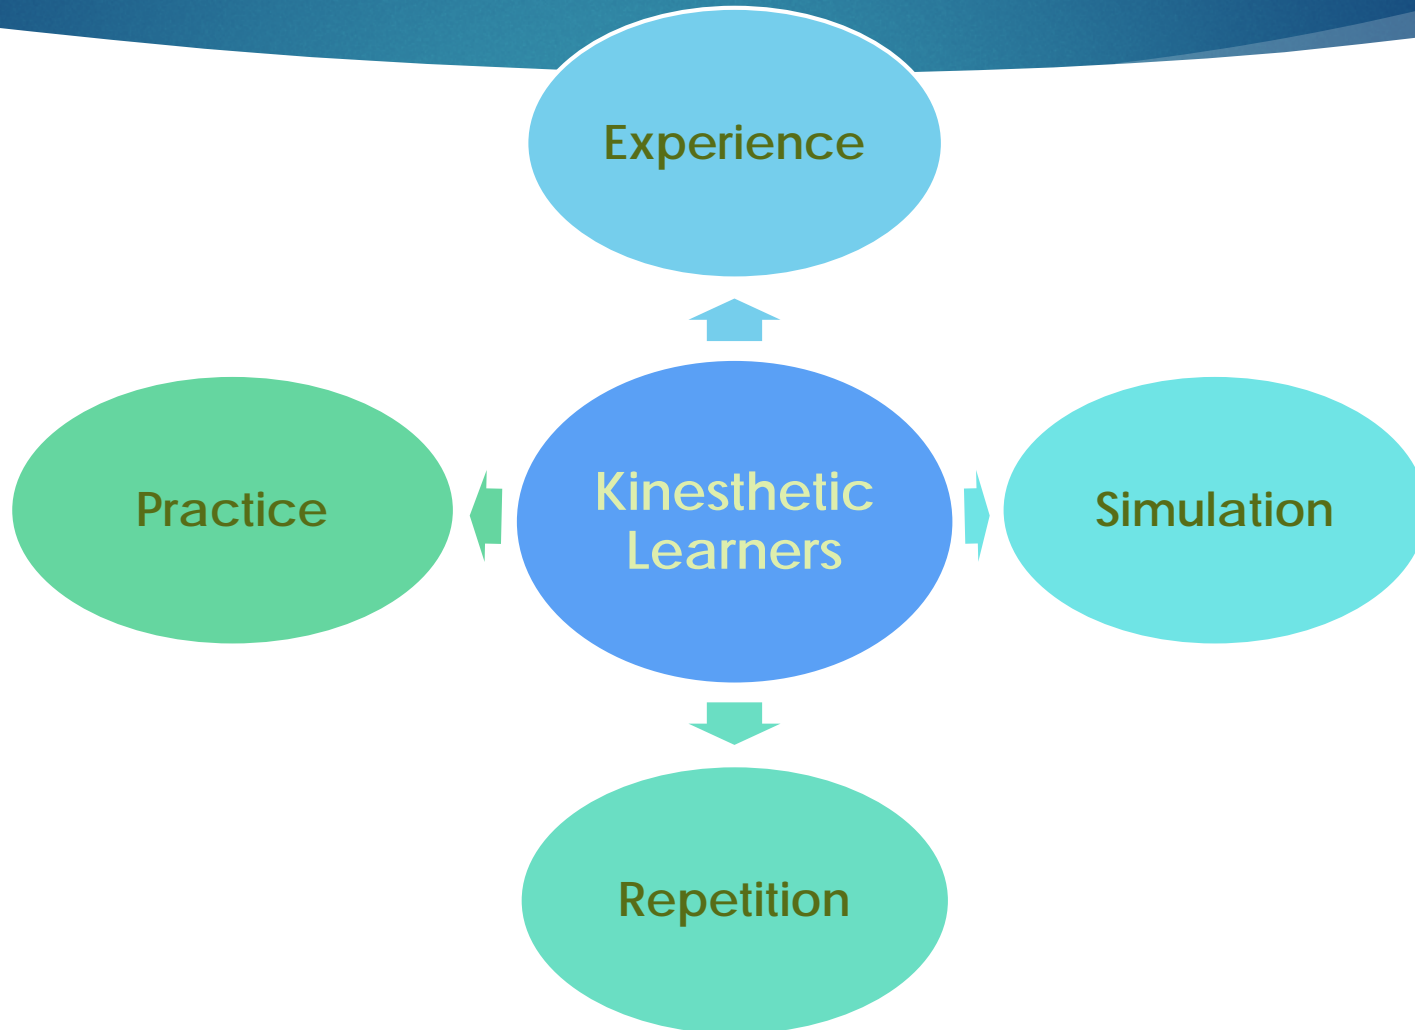 Experience
Practice
Kinesthetic
Learners
Simulation
Repetition